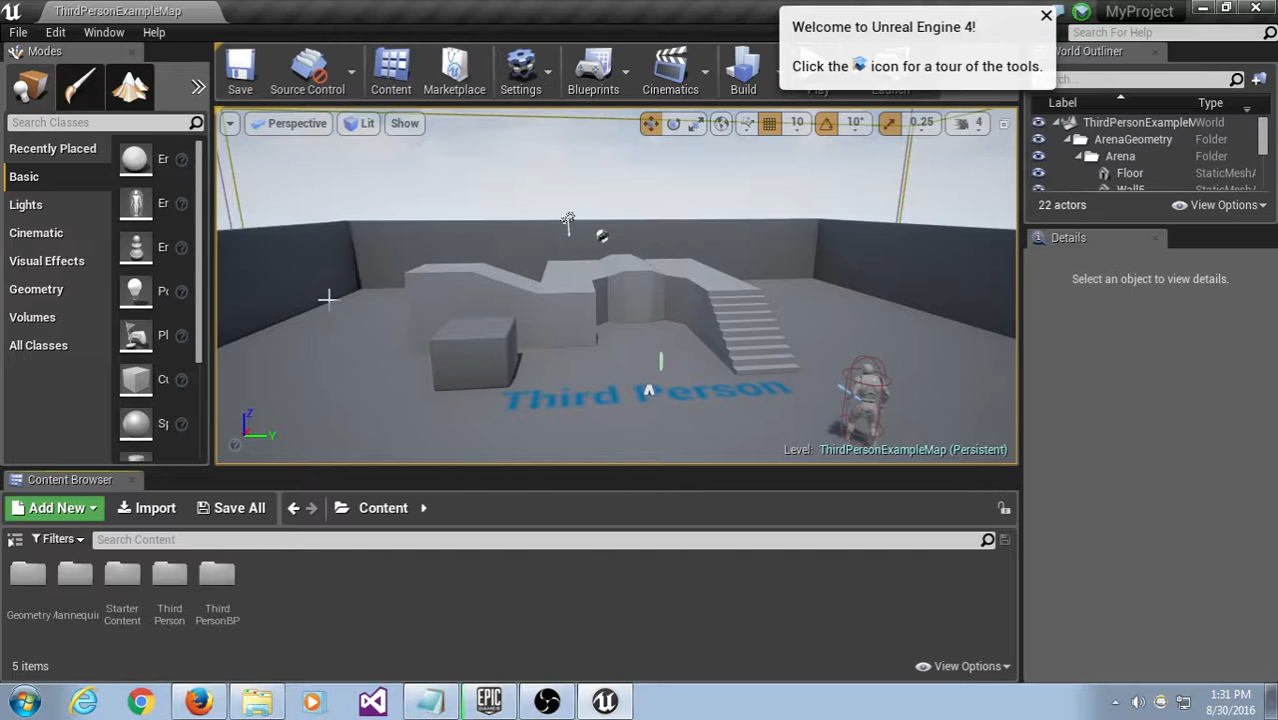 ThirdPersonExampleMap
MyProject
File Edit Window Help
Search For Help
Welcome to Unreal Engine 4!
Click the icon for a tour of the tools.
Modes
Search Classes
Recently Placed
Basic
Lights
Cinematic
Visual Effects
Geometry
Volumes
All Classes
Save
Source Control
Content
Marketplace
Settings
Blueprints
Cinematics
Build
Play
Launch
Perspective Lit Show
10 10° 0.25 4
Third Person
Z
Y
Level: ThirdPersonExampleMap (Persistent)
World Outliner
Label Type
ThirdPersonExampleM World
ArenaGeometry Folder
Arena Folder
Floor StaticMeshA
22 actors
View Options
Details
Select an object to view details.
Content Browser
Add New Import Save All Content
Filters Search Content
Geometry
Starter Content
Third Person
Third PersonBP
5 items
View Options
EPIC GAMES
1:31 PM
8/30/2016